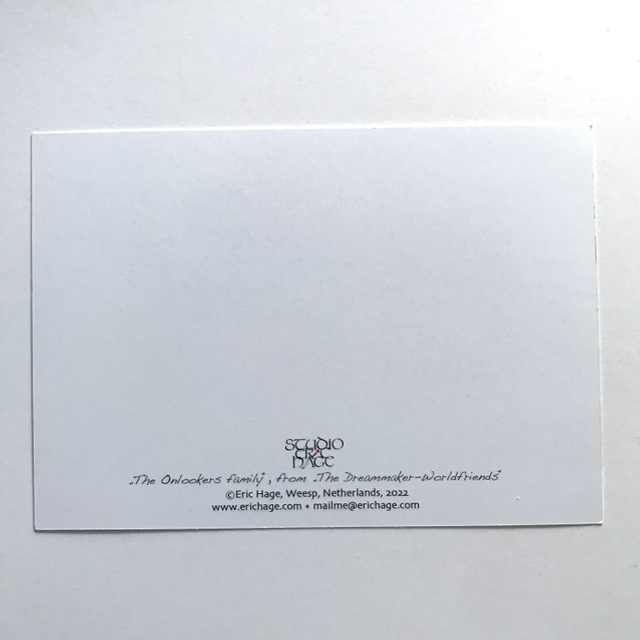 STUDIO
ERIC
HAGE
„The Onlookers family”, from „The Dreammaker-Worldfriends”
©Eric Hage, Weesp, Netherlands, 2022
www.erichage.com • mailme@erichage.com